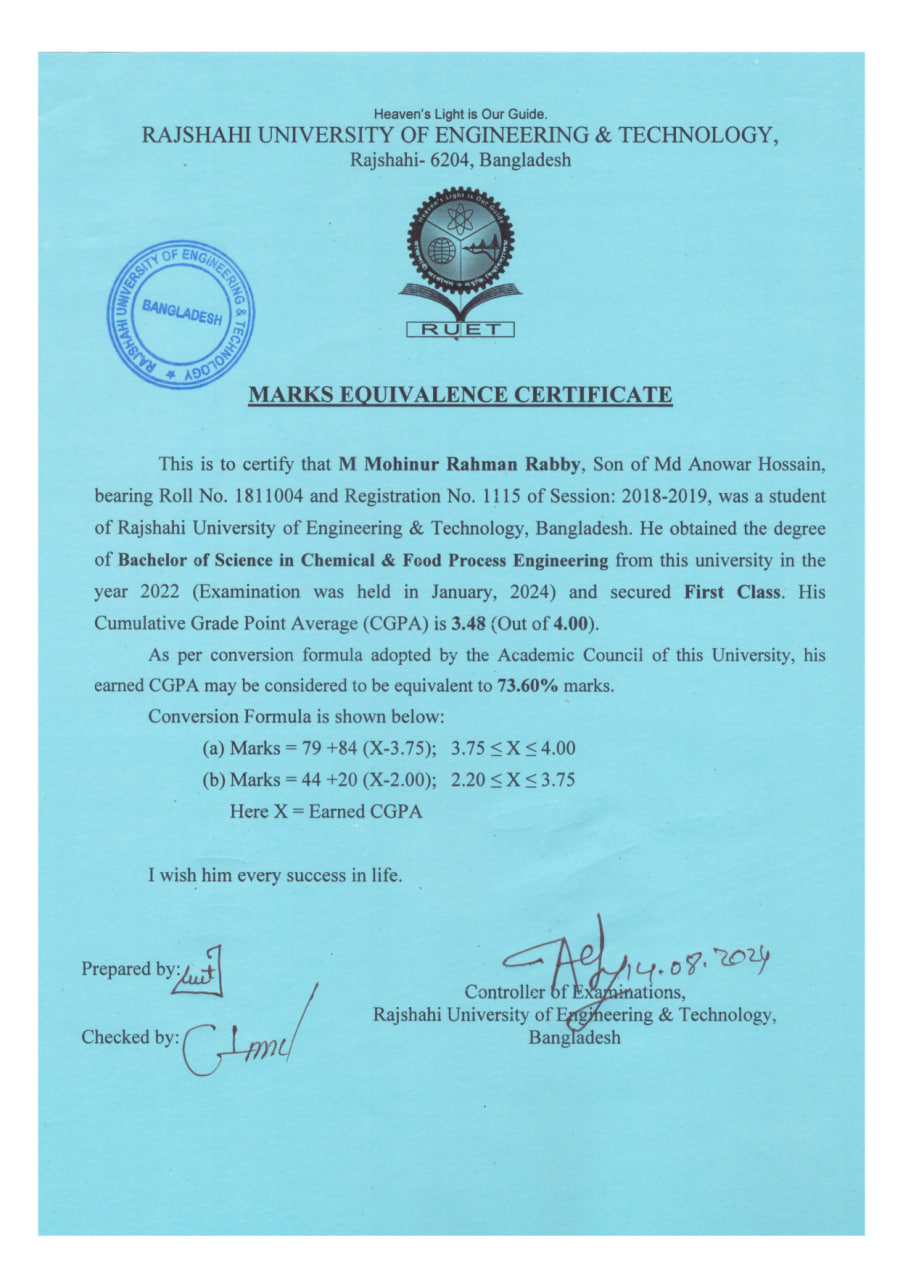 Heaven's Light is Our Guide.
RAJSHAHI UNIVERSITY OF ENGINEERING & TECHNOLOGY,
Rajshahi- 6204, Bangladesh
Heaven's Light is Our Guide
RUET
RAJSHAHI UNIVERSITY OF ENGINEERING & TECHNOLOGY
BANGLADESH
MARKS EQUIVALENCE CERTIFICATE
This is to certify that M Mohinur Rahman Rabby, Son of Md Anowar Hossain,
bearing Roll No. 1811004 and Registration No. 1115 of Session: 2018-2019, was a student
of Rajshahi University of Engineering & Technology, Bangladesh. He obtained the degree
of Bachelor of Science in Chemical & Food Process Engineering from this university in the
year 2022 (Examination was held in January, 2024) and secured First Class. His
Cumulative Grade Point Average (CGPA) is 3.48 (Out of 4.00).
As per conversion formula adopted by the Academic Council of this University, his
earned CGPA may be considered to be equivalent to 73.60% marks.
Conversion Formula is shown below:
(a) Marks = 79 +84 (X-3.75); 3.75 ≤ X ≤ 4.00
(b) Marks = 44 +20 (X-2.00); 2.20 ≤ X ≤ 3.75
Here X = Earned CGPA
I wish him every success in life.
Prepared by:
14.08.2024
Controller of Examinations,
Rajshahi University of Engineering & Technology,
Checked by:
Bangladesh